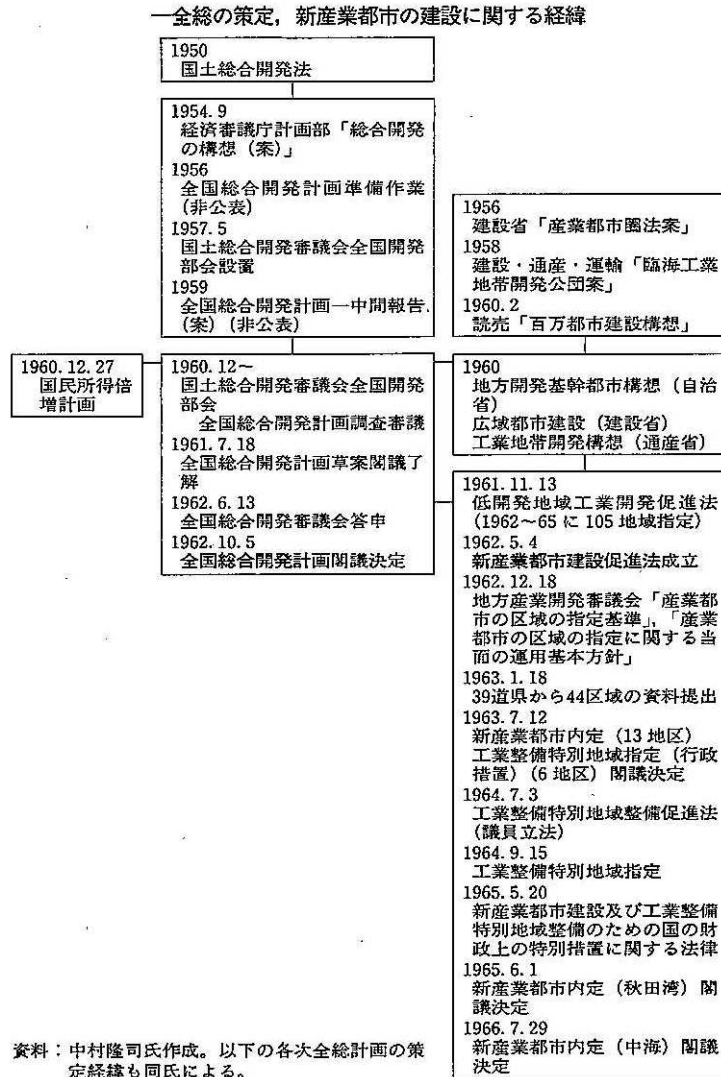 一全総の策定，新産業都市の建設に関する経緯
1950
国土総合開発法
1954.9
経済審議庁計画部「総合開発
の構想（案）」
1956
全国総合開発計画準備作業
（非公表）
1957.5
国土総合開発審議会全国開発
部会設置
1959
全国総合開発計画―中間報告.
（案）（非公表）
1956
建設省「産業都市圏法案」
1958
建設・通産・運輸「臨海工業
地帯開発公団案」
1960.2
読売「百万都市建設構想」
1960.12.27
国民所得倍
増計画
1960.12～
国土総合開発審議会全国開発
部会
全国総合開発計画調査審議
1961.7.18
全国総合開発計画草案閣議了
解
1962.6.13
全国総合開発審議会答申
1962.10.5
全国総合開発計画閣議決定
1960
地方開発基幹都市構想（自治
省）
広域都市建設（建設省）
工業地帯開発構想（通産省）
1961.11.13
低開発地域工業開発促進法
（1962～65に105地域指定）
1962.5.4
新産業都市建設促進法成立
1962.12.18
地方産業開発審議会「産業都
市の区域の指定基準」，「産業
都市の区域の指定に関する当
面の運用基本方針」
1963.1.18
39道県から44区域の資料提出
1963.7.12
新産業都市内定（13地区）
工業整備特別地域指定（行政
措置）（6地区）閣議決定
1964.7.3
工業整備特別地域整備促進法
（議員立法）
1964.9.15
工業整備特別地域指定
1965.5.20
新産業都市建設及び工業整備
特別地域整備のための国の財
政上の特別措置に関する法律
1965.6.1
新産業都市内定（秋田湾）閣
議決定
1966.7.29
新産業都市内定（中海）閣議
決定
資料：中村隆司氏作成。以下の各次全総計画の策
定経緯も同氏による。